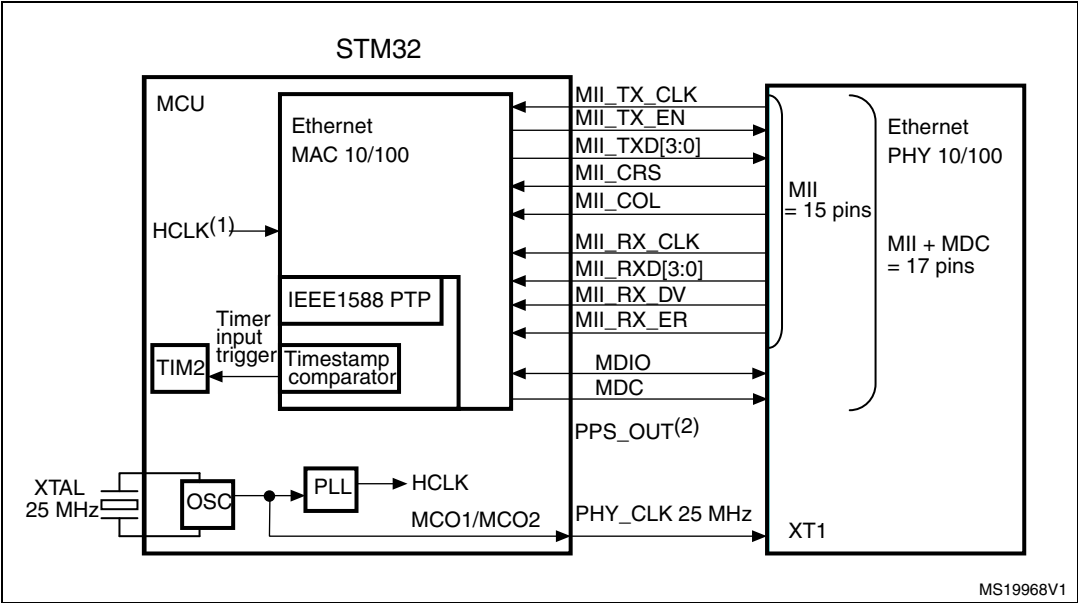 STM32
MCU
Ethernet
MAC 10/100
HCLK(1)
IEEE1588 PTP
Timer
input
trigger
TIM2
Timestamp
comparator
XTAL
25 MHz
OSC
PLL
HCLK
MCO1/MCO2
MII_TX_CLK
MII_TX_EN
MII_TXD[3:0]
MII_CRS
MII_COL
MII_RX_CLK
MII_RXD[3:0]
MII_RX_DV
MII_RX_ER
MDIO
MDC
PPS_OUT(2)
PHY_CLK 25 MHz
MII
= 15 pins
Ethernet
PHY 10/100
MII + MDC
= 17 pins
XT1
MS19968V1